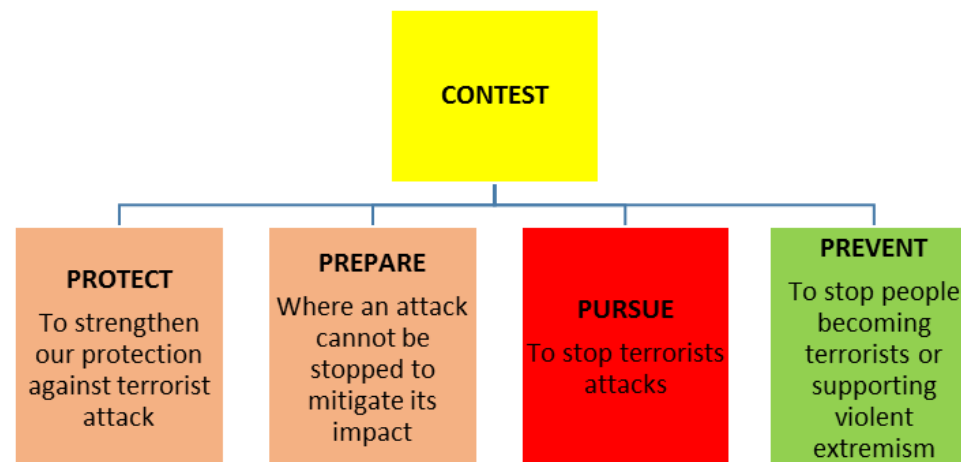 CONTEST
PROTECT
To strengthen
our protection
against terrorist
attack
PREPARE
Where an attack
cannot be
stopped to
mitigate its
impact
PURSUE
To stop terrorists
attacks
PREVENT
To stop people
becoming
terrorists or
supporting
violent
extremism